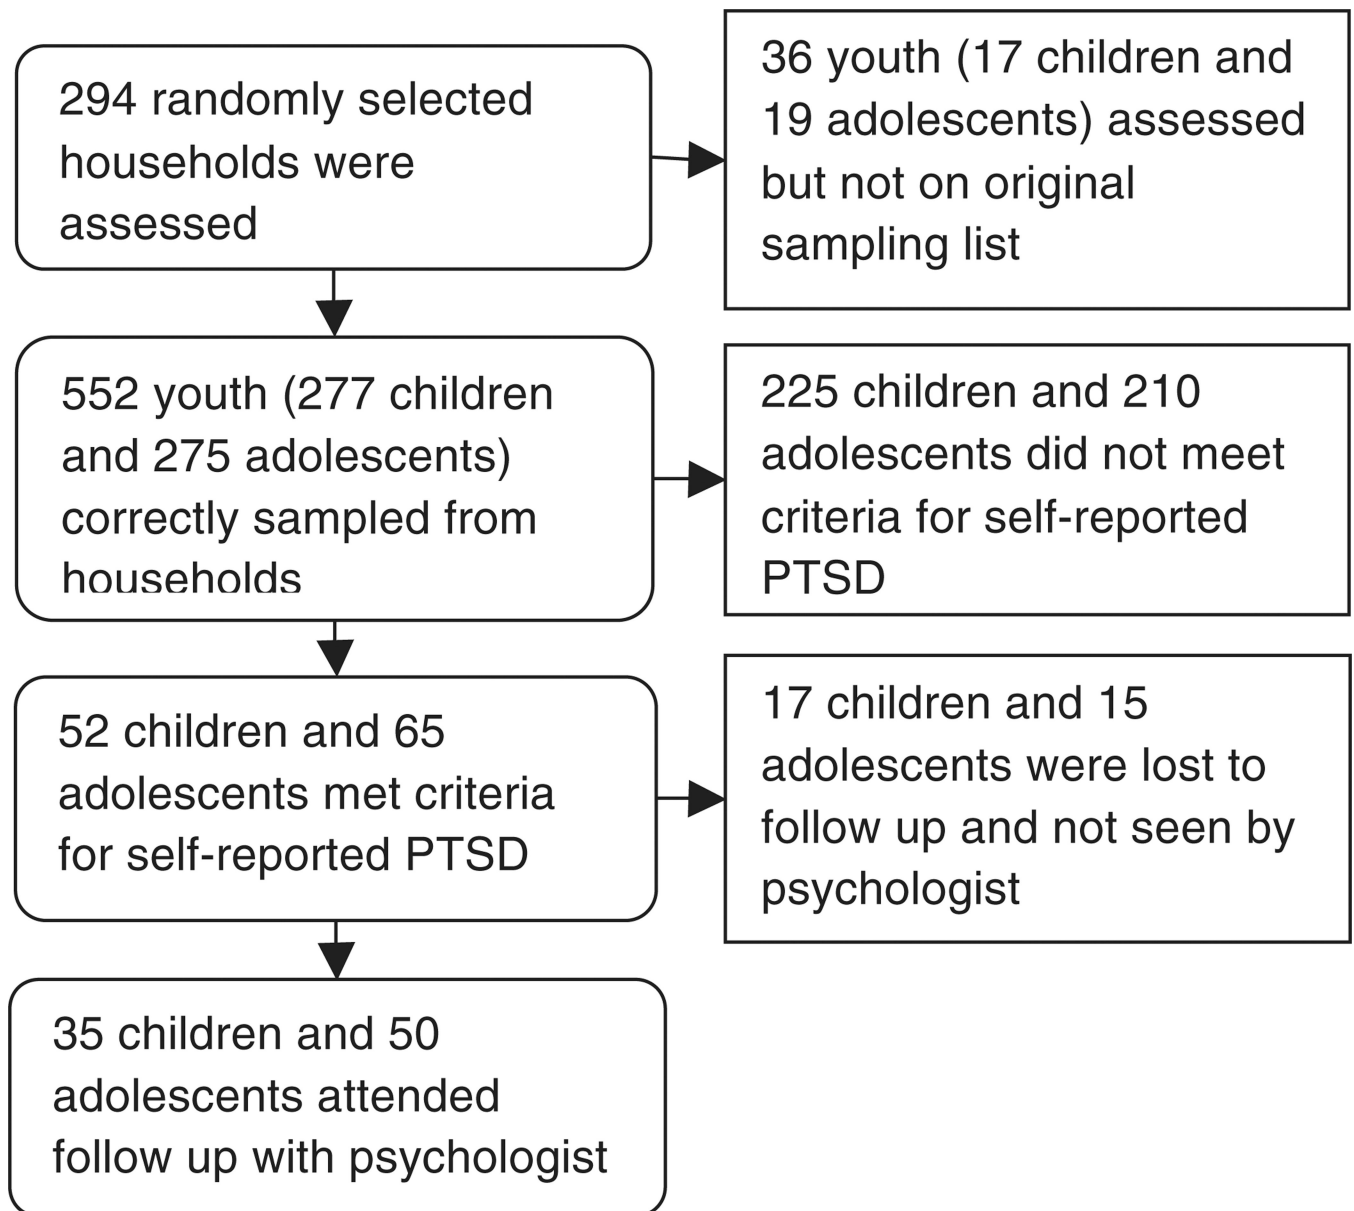 294 randomly selected
households were
assessed
36 youth (17 children and
19 adolescents) assessed
but not on original
sampling list
552 youth (277 children
and 275 adolescents)
correctly sampled from
households
225 children and 210
adolescents did not meet
criteria for self-reported
PTSD
52 children and 65
adolescents met criteria
for self-reported PTSD
17 children and 15
adolescents were lost to
follow up and not seen by
psychologist
35 children and 50
adolescents attended
follow up with psychologist